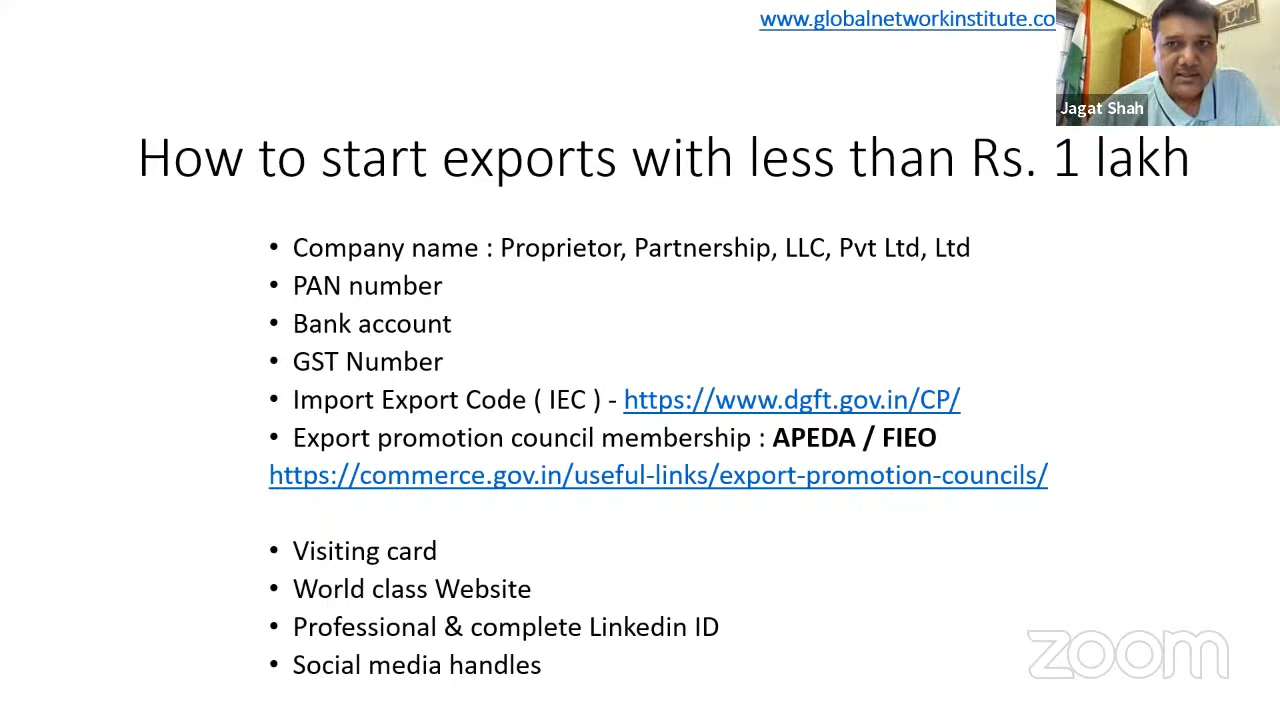 www.globalnetworkinstitute.co
Jagat Shah
How to start exports with less than Rs. 1 lakh
• Company name : Proprietor, Partnership, LLC, Pvt Ltd, Ltd
• PAN number
• Bank account
• GST Number
• Import Export Code ( IEC ) - https://www.dgft.gov.in/CP/
• Export promotion council membership : APEDA / FIEO
https://commerce.gov.in/useful-links/export-promotion-councils/
• Visiting card
• World class Website
• Professional & complete Linkedin ID
• Social media handles
zoom